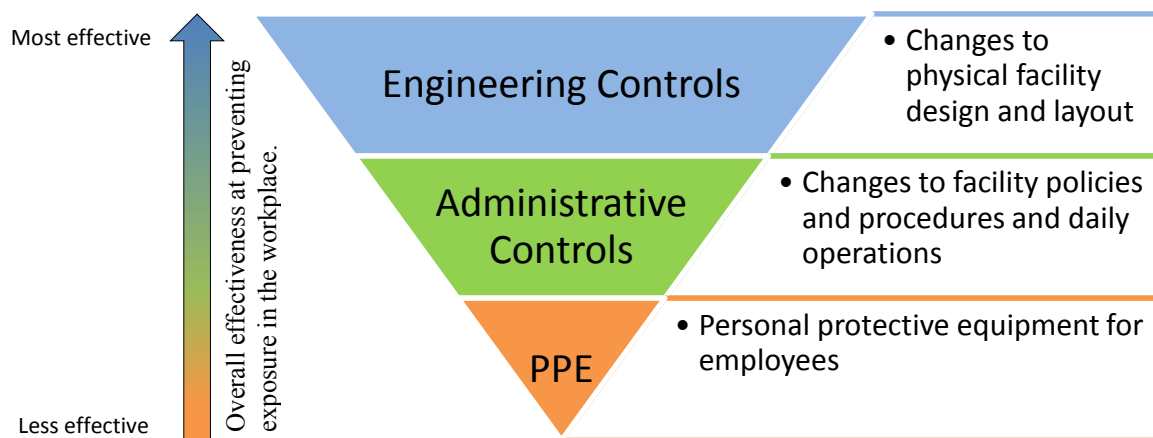 Most effective
Less effective
Overall effectiveness at preventing
exposure in the workplace.
Engineering Controls
• Changes to
physical facility
design and layout
Administrative
Controls
• Changes to facility policies
and procedures and daily
operations
PPE
• Personal protective equipment for
employees